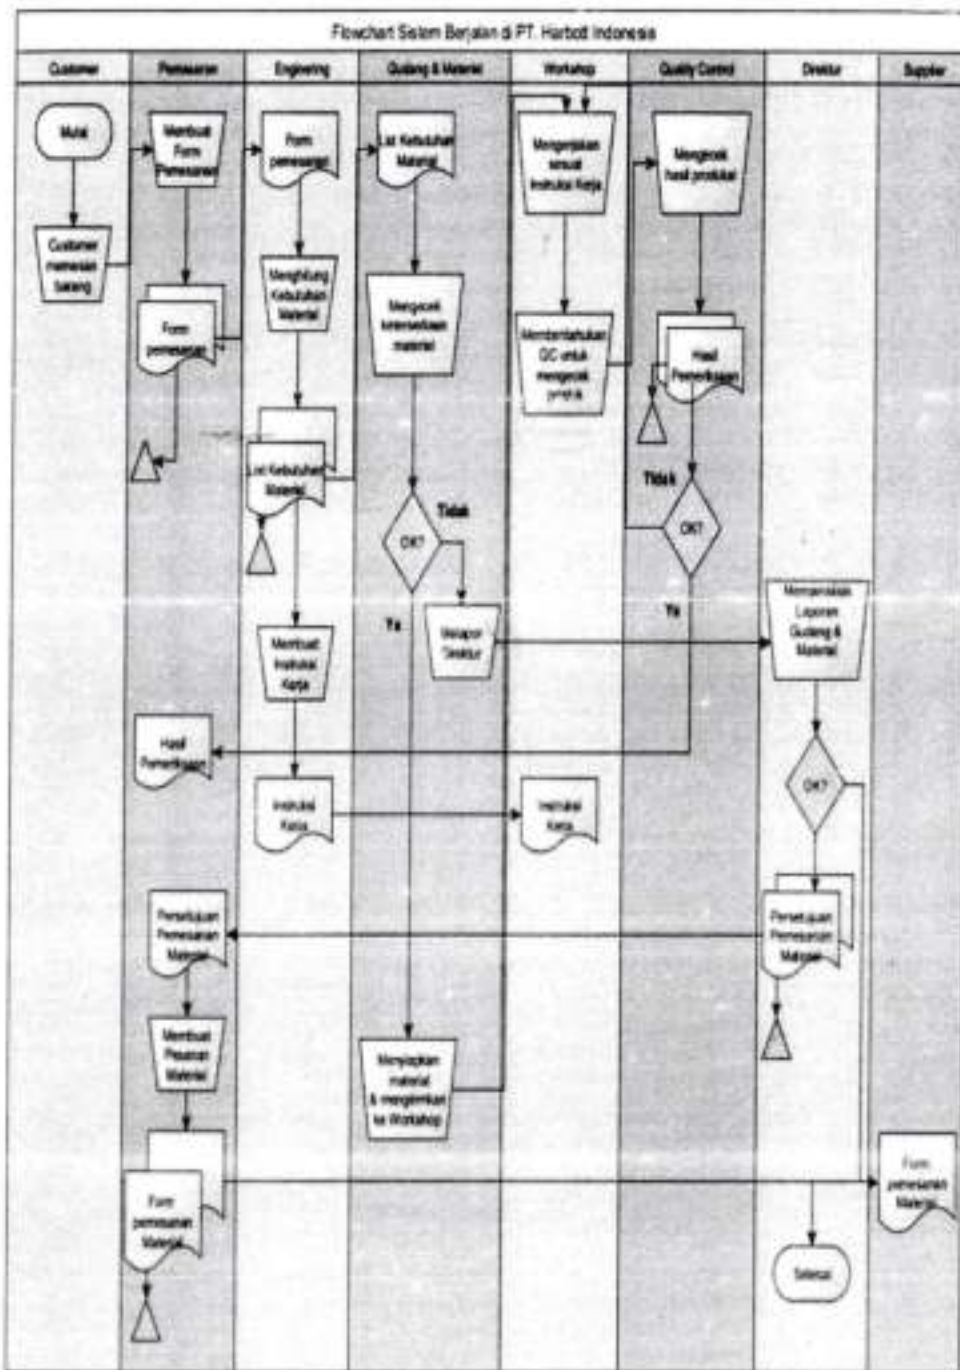 Flowchart Sistem Berjalan di PT. Harbott Indonesia
Customer
Pemesanan
Enginering
Gudang & Material
Workshop
Quality Control
Direktur
Supplier
Mulai
Membuat
Form
Pemesanan
Form
pemesanan
List Kebutuhan
Material
Mengerjakan
sesuai
Instruksi Kerja
Mengecek
hasil produksi
Customer
memesan
barang
Menghitung
Kebutuhan
Material
Mengecek
ketersediaan
material
Form
pemesanan
Memberitahukan
QC untuk
mengecek
produk
Hasil
Pemeriksaan
List Kebutuhan
Material
Tidak
OK?
Tidak
OK?
Ya
Ya
Melapor
Direktur
Memeriksa
Laporan
Gudang &
Material
Membuat
Instruksi
Kerja
Hasil
Pemeriksaan
OK?
Instruksi
Kerja
Instruksi
Kerja
Persetujuan
Pemesanan
Material
Persetujuan
Pemesanan
Material
Membuat
Pesanan
Material
Menyiapkan
material
& mengirimkan
ke Workshop
Form
pemesanan
Material
Form
pemesanan
Material
Selesai